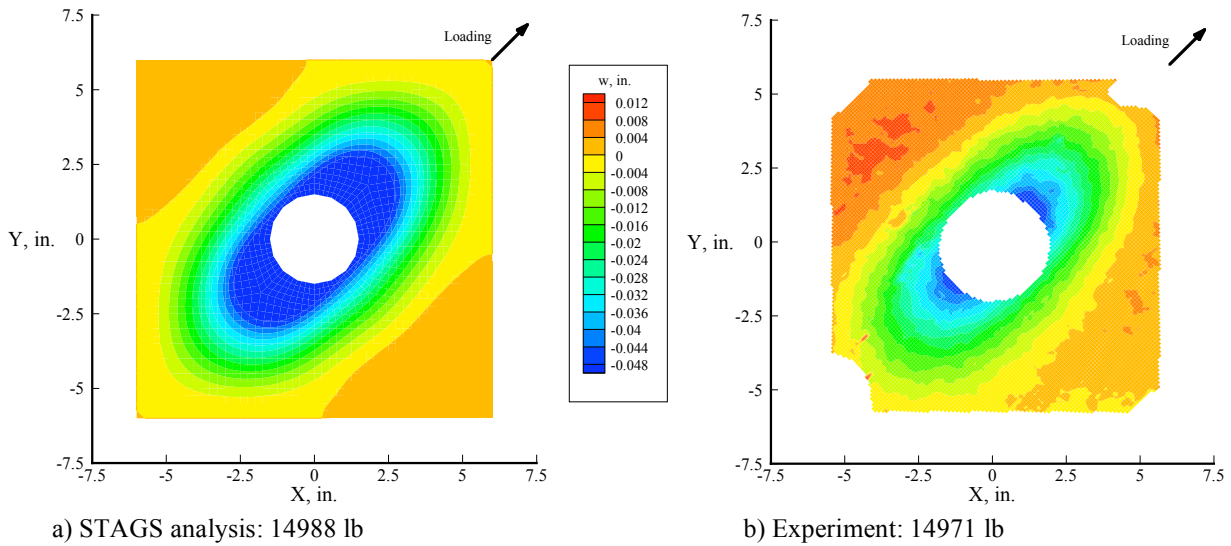 7.5
5
2.5
0
-2.5
-5
-7.5
Y, in.
-7.5 -5 -2.5 0 2.5 5 7.5
X, in.
Loading
a) STAGS analysis: 14988 lb
w, in.
0.012
0.008
0.004
0
-0.004
-0.008
-0.012
-0.016
-0.02
-0.024
-0.028
-0.032
-0.036
-0.04
-0.044
-0.048
7.5
5
2.5
0
-2.5
-5
-7.5
Y, in.
-7.5 -5 -2.5 0 2.5 5 7.5
X, in.
Loading
b) Experiment: 14971 lb